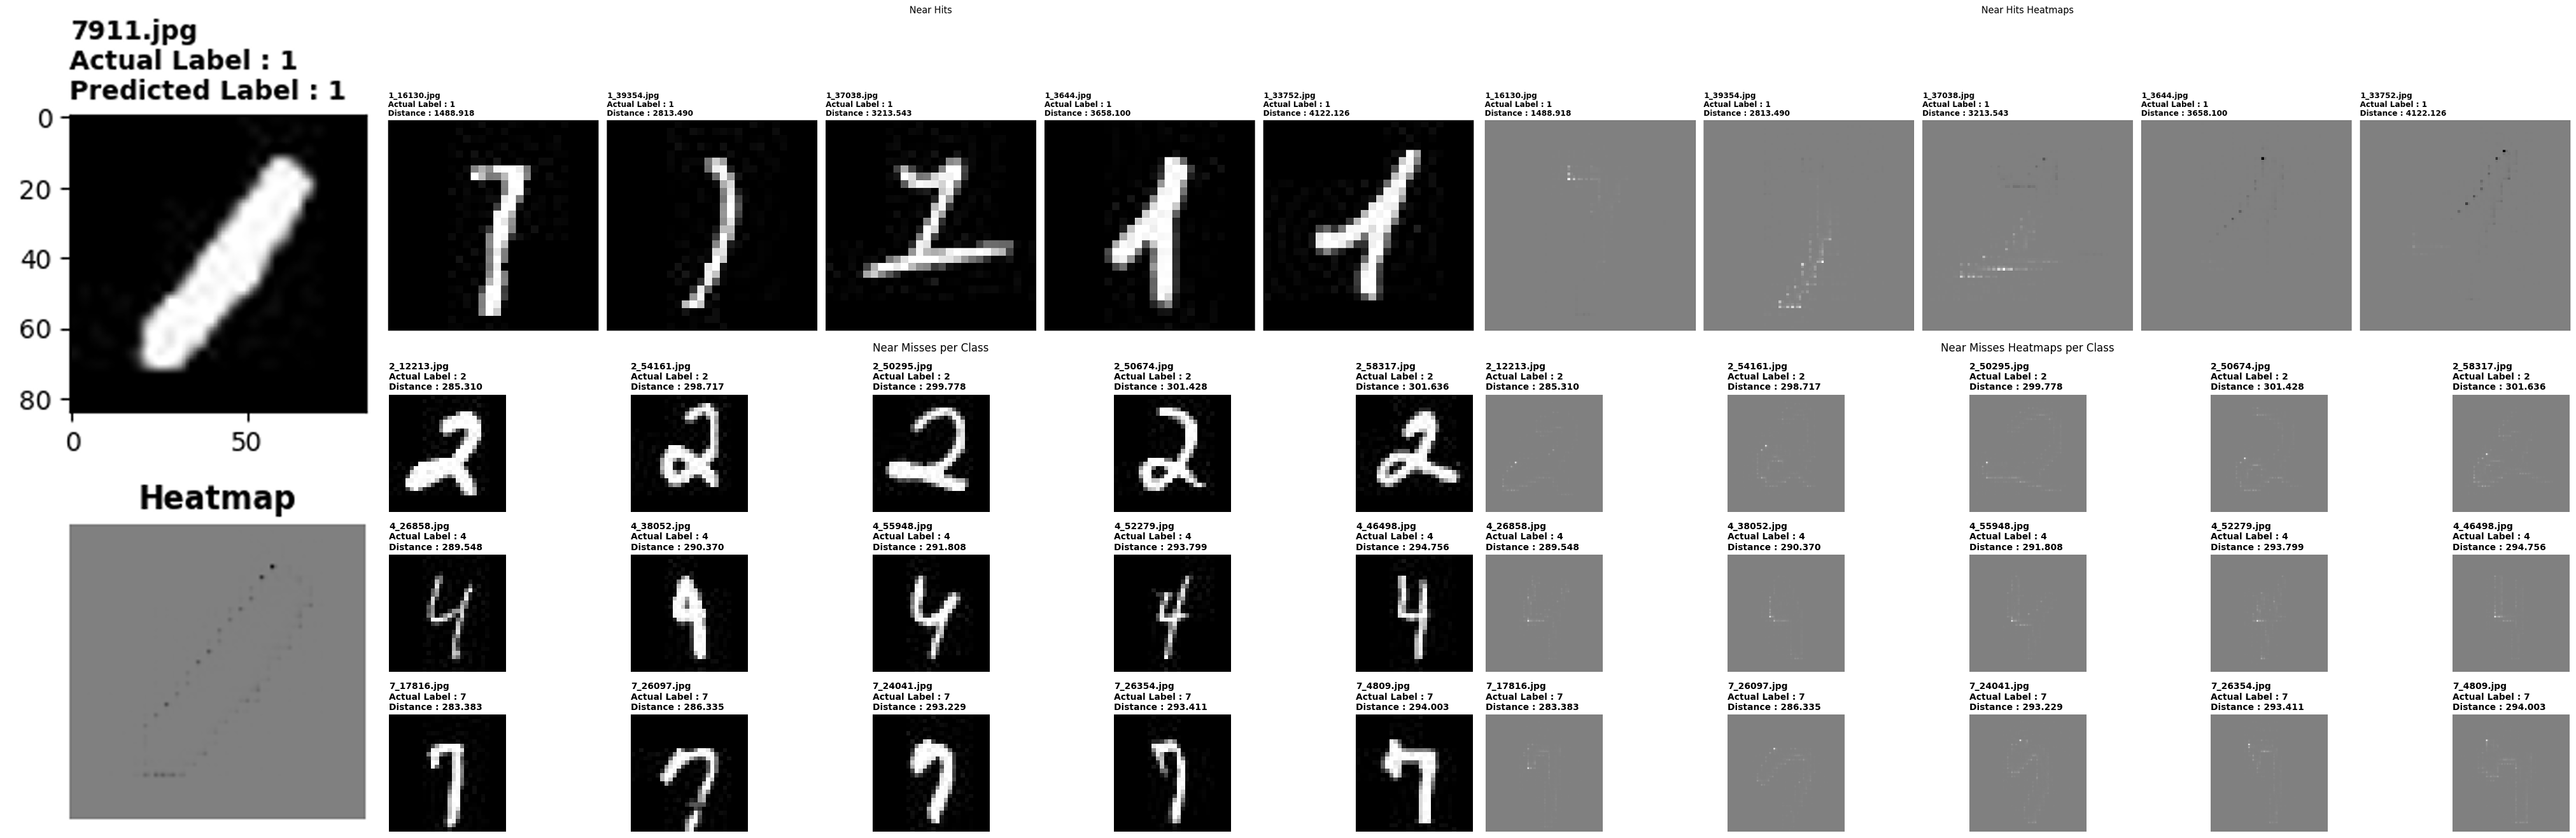 Near Hits
Near Hits Heatmaps
7911.jpg
Actual Label : 1
Predicted Label : 1
0
20
40
60
80
0
50
Heatmap
1_16130.jpg
Actual Label : 1
Distance : 1488.918
1_39354.jpg
Actual Label : 1
Distance : 2813.490
1_37038.jpg
Actual Label : 1
Distance : 3213.543
1_3644.jpg
Actual Label : 1
Distance : 3658.100
1_33752.jpg
Actual Label : 1
Distance : 4122.126
1_16130.jpg
Actual Label : 1
Distance : 1488.918
1_39354.jpg
Actual Label : 1
Distance : 2813.490
1_37038.jpg
Actual Label : 1
Distance : 3213.543
1_3644.jpg
Actual Label : 1
Distance : 3658.100
1_33752.jpg
Actual Label : 1
Distance : 4122.126
Near Misses per Class
Near Misses Heatmaps per Class
2_12213.jpg
Actual Label : 2
Distance : 285.310
2_54161.jpg
Actual Label : 2
Distance : 298.717
2_50295.jpg
Actual Label : 2
Distance : 299.778
2_50674.jpg
Actual Label : 2
Distance : 301.428
2_58317.jpg
Actual Label : 2
Distance : 301.636
2_12213.jpg
Actual Label : 2
Distance : 285.310
2_54161.jpg
Actual Label : 2
Distance : 298.717
2_50295.jpg
Actual Label : 2
Distance : 299.778
2_50674.jpg
Actual Label : 2
Distance : 301.428
2_58317.jpg
Actual Label : 2
Distance : 301.636
4_26858.jpg
Actual Label : 4
Distance : 289.548
4_38052.jpg
Actual Label : 4
Distance : 290.370
4_55948.jpg
Actual Label : 4
Distance : 291.808
4_52279.jpg
Actual Label : 4
Distance : 293.799
4_46498.jpg
Actual Label : 4
Distance : 294.756
4_26858.jpg
Actual Label : 4
Distance : 289.548
4_38052.jpg
Actual Label : 4
Distance : 290.370
4_55948.jpg
Actual Label : 4
Distance : 291.808
4_52279.jpg
Actual Label : 4
Distance : 293.799
4_46498.jpg
Actual Label : 4
Distance : 294.756
7_17816.jpg
Actual Label : 7
Distance : 283.383
7_26097.jpg
Actual Label : 7
Distance : 286.335
7_24041.jpg
Actual Label : 7
Distance : 293.229
7_26354.jpg
Actual Label : 7
Distance : 293.411
7_4809.jpg
Actual Label : 7
Distance : 294.003
7_17816.jpg
Actual Label : 7
Distance : 283.383
7_26097.jpg
Actual Label : 7
Distance : 286.335
7_24041.jpg
Actual Label : 7
Distance : 293.229
7_26354.jpg
Actual Label : 7
Distance : 293.411
7_4809.jpg
Actual Label : 7
Distance : 294.003